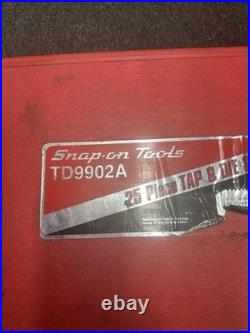 Snap-on Tools
TD9902A
25 Piece TAP & DIE